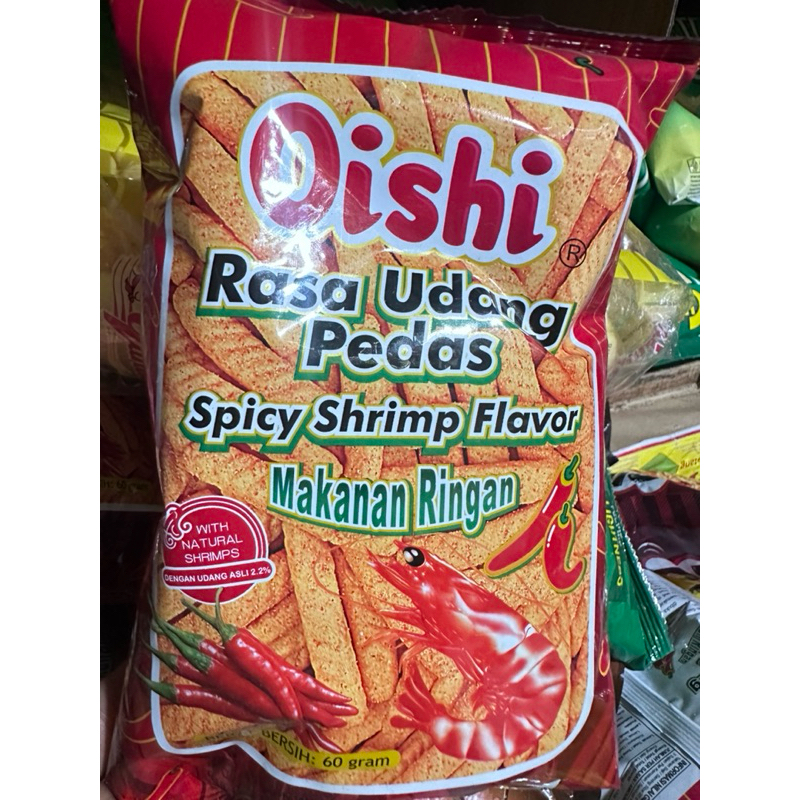 Oishi
®
Rasa Udang
Pedas
Spicy Shrimp Flavor
Makanan Ringan
WITH
NATURAL
SHRIMPS
DENGAN UDANG ASLI 2.2%
BERSIH: 60 gram